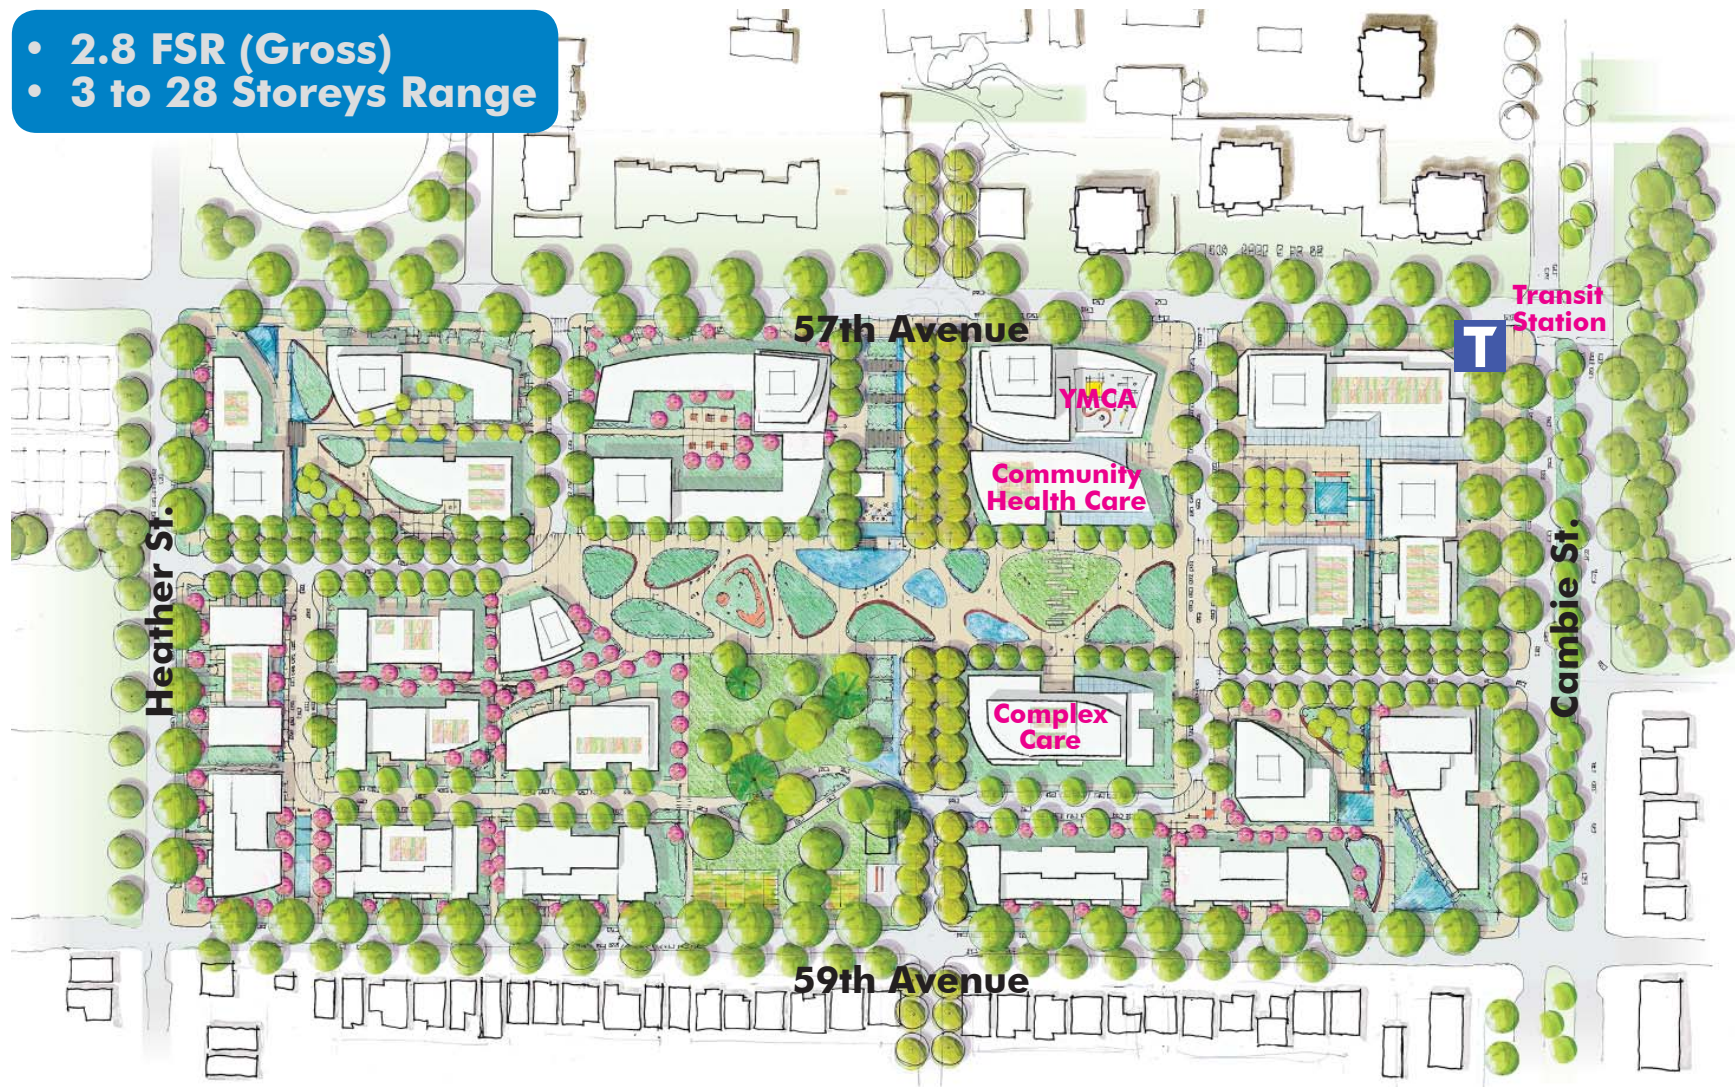 • 2.8 FSR (Gross)
• 3 to 28 Storeys Range
Transit
Station
T
57th Avenue
YMCA
Community
Health Care
Heather St.
Cambie St.
Complex
Care
59th Avenue